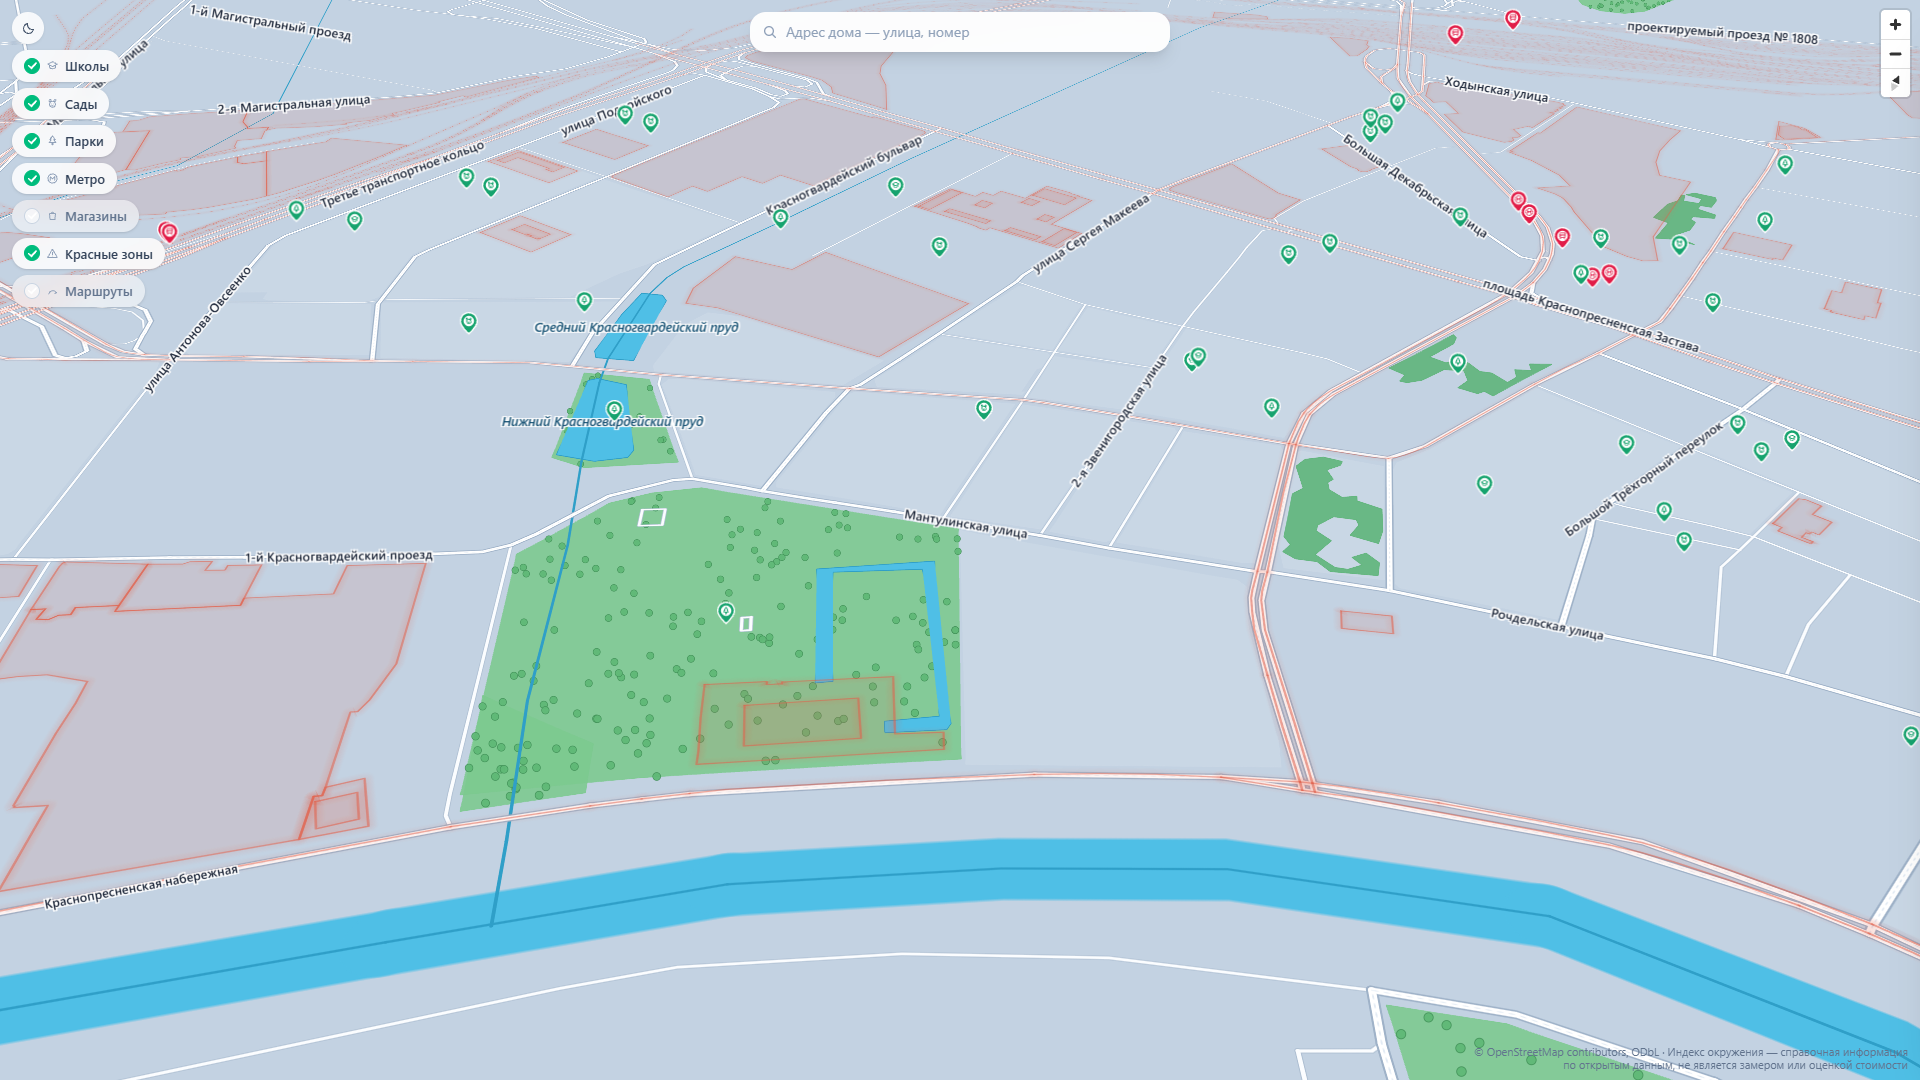 1-й Магистральный проезд
Адрес дома — улица, номер
проектируемый проезд № 1808
улица
Школы
Сады
Парки
Метро
Магазины
Красные зоны
Маршруты
2-я Магистральная улица
Ходынская улица
Третье транспортное кольцо
Красногвардейский бульвар
Большая Декабрьская улица
улица Сергея Макеева
улица Антонова-Овсеенко
площадь Краснопресненская Застава
Средний Красногвардейский пруд
Нижний Красногвардейский пруд
2-я Звенигородская улица
Большой Трёхгорный переулок
Мантулинская улица
1-й Красногвардейский проезд
Рочдельская улица
Краснопресненская набережная
© OpenStreetMap contributors, ODbL · Индекс окружения — справочная информация
по открытым данным, не является замером или оценкой стоимости